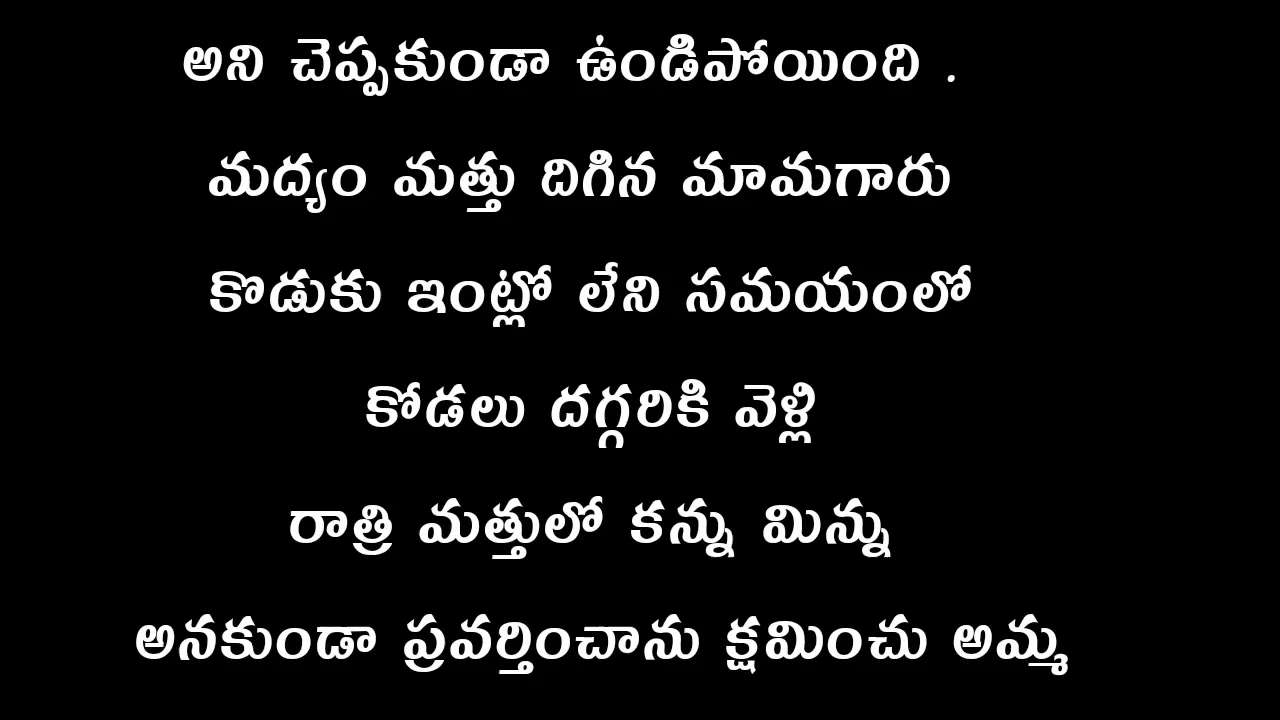 అని చెప్పకుండా ఉండిపోయింది .
మద్యం మత్తు దిగిన మామగారు
కొడుకు ఇంట్లో లేని సమయంలో
కోడలు దగ్గరికి వెళ్లి
రాత్రి మత్తులో కన్ను మిన్ను
అనకుండా ప్రవర్తించాను క్షమించు అమ్మ